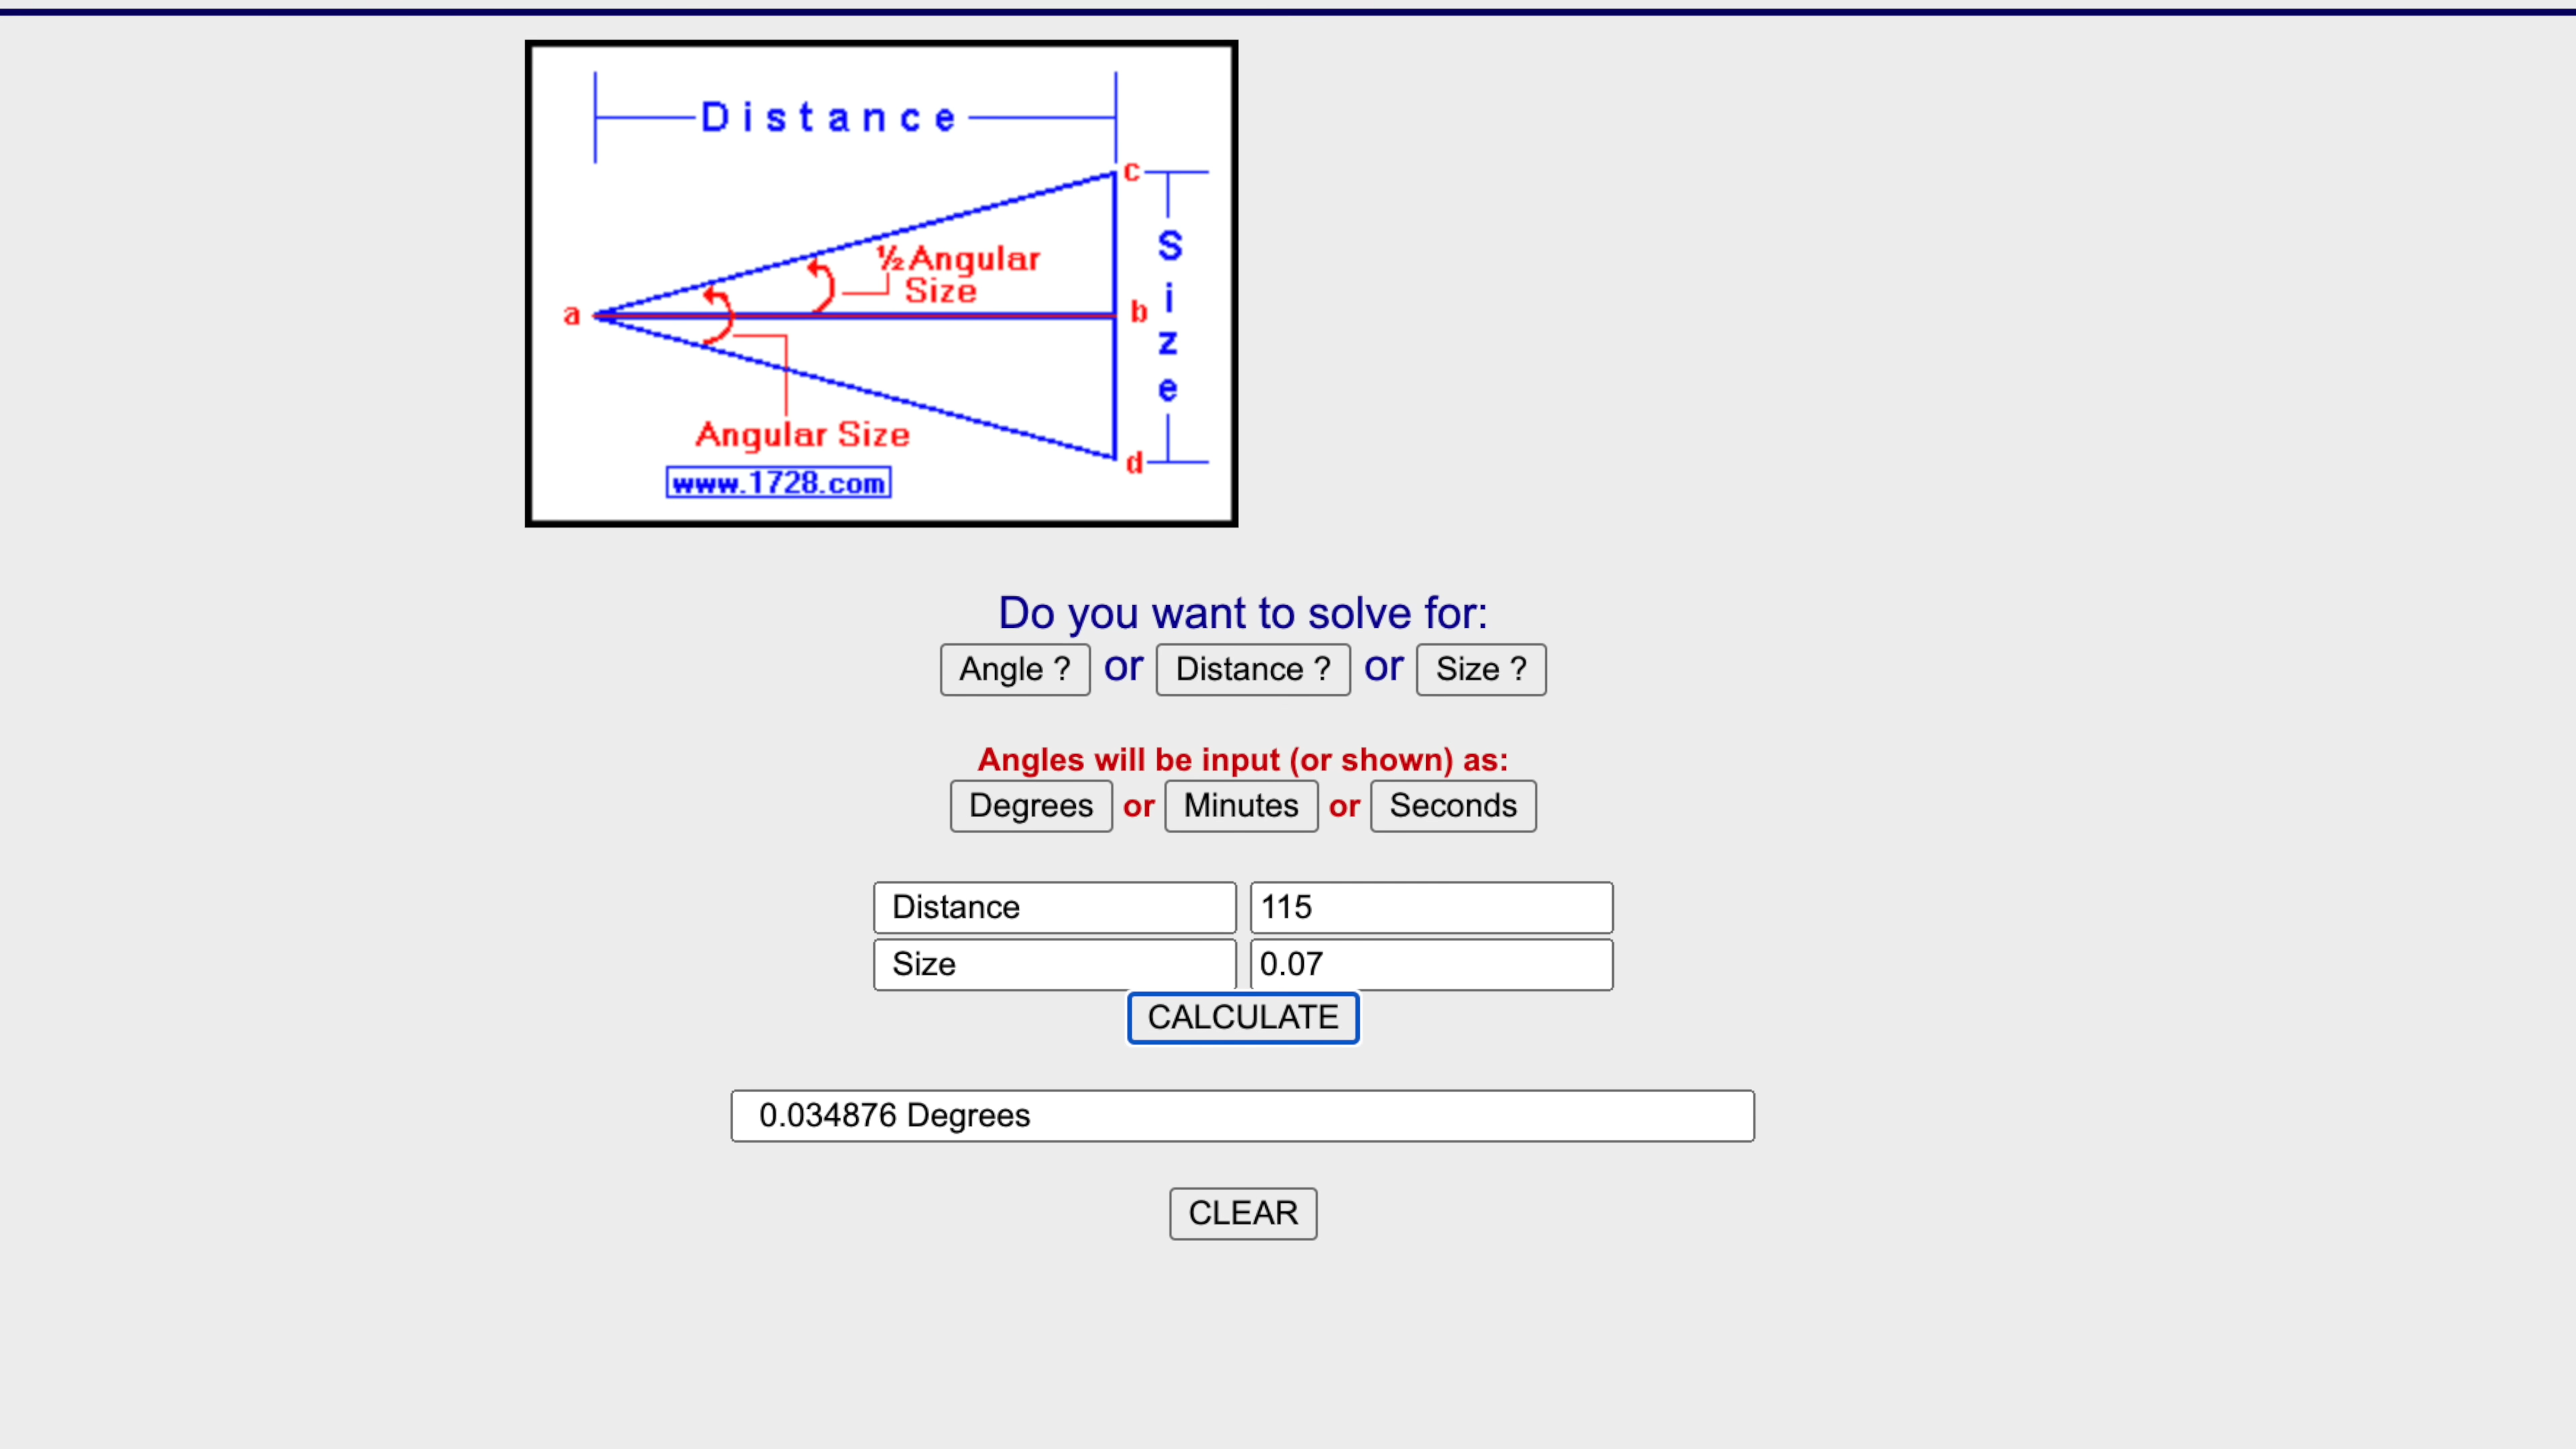 Distance
c
½ Angular
Size
a
b
Size
Angular Size
d
www.1728.com
Do you want to solve for:
Angle ? or Distance ? or Size ?
Angles will be input (or shown) as:
Degrees or Minutes or Seconds
Distance 115
Size 0.07
CALCULATE
0.034876 Degrees
CLEAR